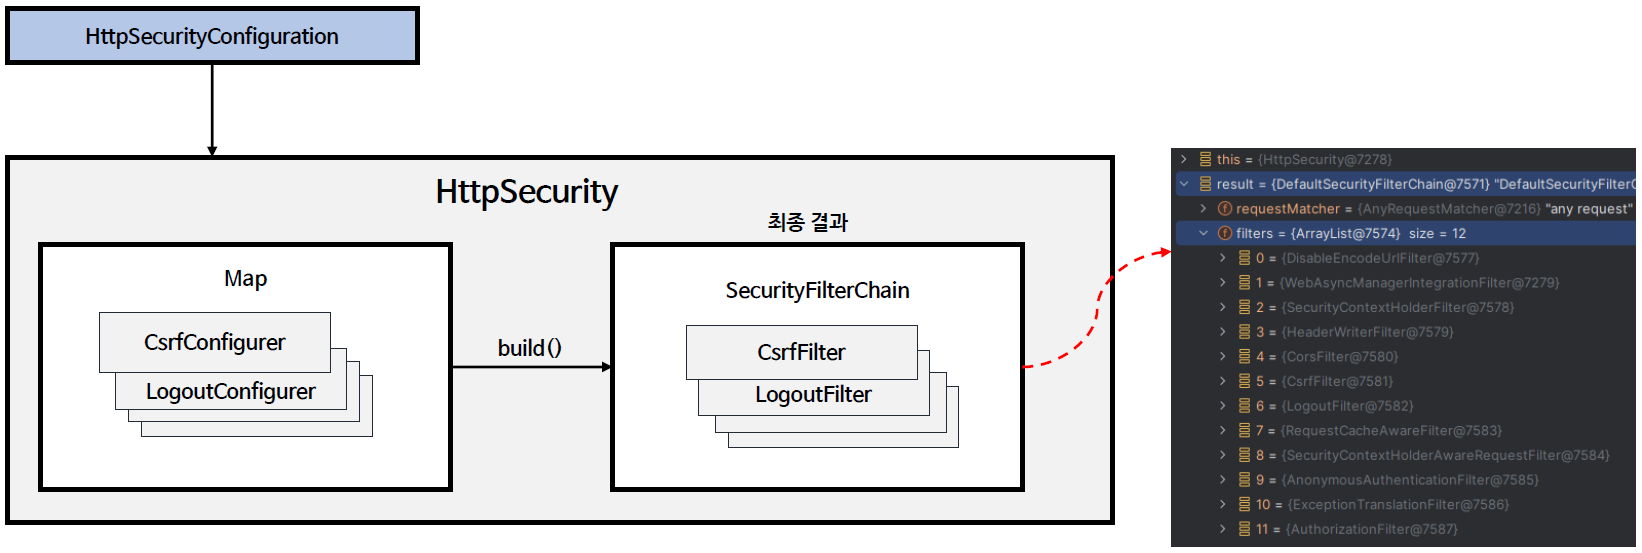 HttpSecurityConfiguration
HttpSecurity
최종 결과
Map
CsrfConfigurer
LogoutConfigurer
build()
SecurityFilterChain
CsrfFilter
LogoutFilter
this = {HttpSecurity@7278}
result = {DefaultSecurityFilterChain@7571} "DefaultSecurityFilterC
requestMatcher = {AnyRequestMatcher@7216} "any request"
filters = {ArrayList@7574} size = 12
0 = {DisableEncodeUrlFilter@7577}
1 = {WebAsyncManagerIntegrationFilter@7279}
2 = {SecurityContextHolderFilter@7578}
3 = {HeaderWriterFilter@7579}
4 = {CorsFilter@7580}
5 = {CsrfFilter@7581}
6 = {LogoutFilter@7582}
7 = {RequestCacheAwareFilter@7583}
8 = {SecurityContextHolderAwareRequestFilter@7584}
9 = {AnonymousAuthenticationFilter@7585}
10 = {ExceptionTranslationFilter@7586}
11 = {AuthorizationFilter@7587}